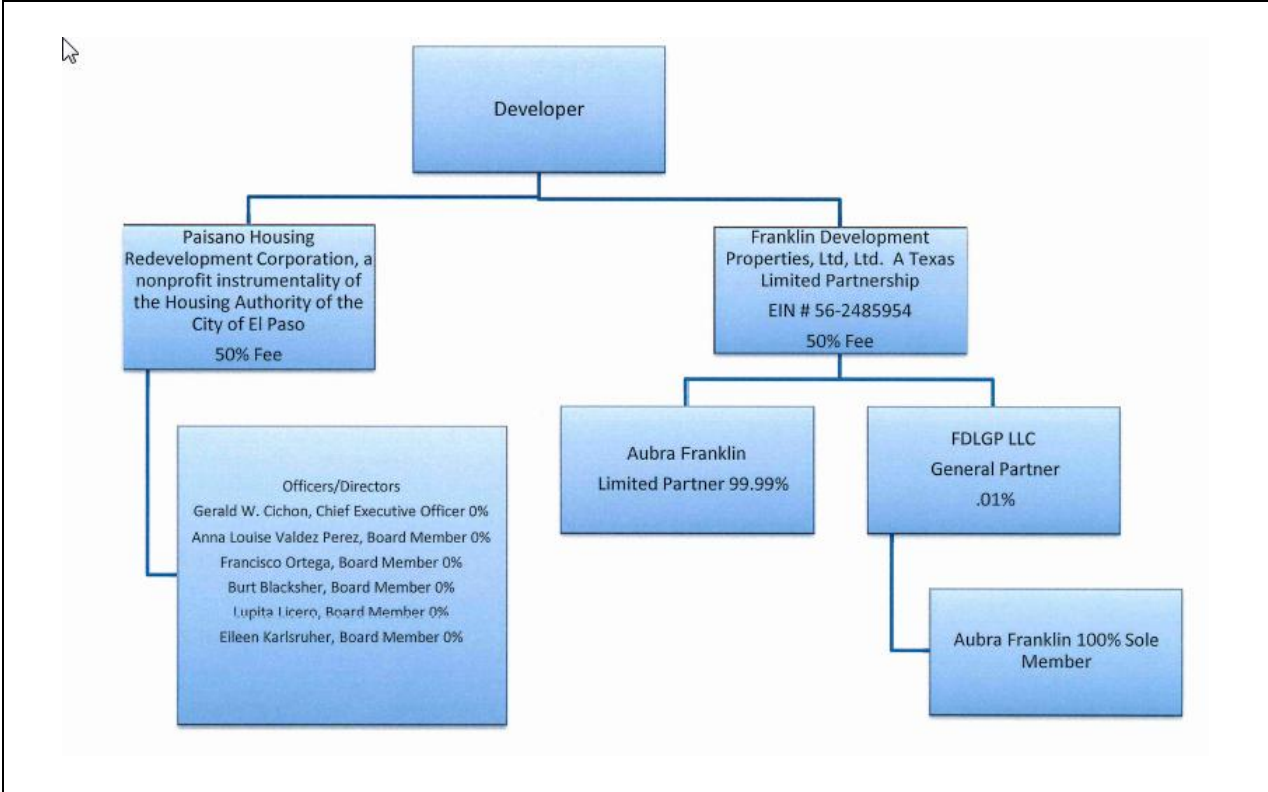 Developer
Paisano Housing
Redevelopment Corporation, a
nonprofit instrumentality of
the Housing Authority of the
City of El Paso
50% Fee
Franklin Development
Properties, Ltd, Ltd. A Texas
Limited Partnership
EIN # 56-2485954
50% Fee
Officers/Directors
Gerald W. Cichon, Chief Executive Officer 0%
Anna Louise Valdez Perez, Board Member 0%
Francisco Ortega, Board Member 0%
Burt Blacksher, Board Member 0%
Lupita Licero, Board Member 0%
Eileen Karlsruher, Board Member 0%
Aubra Franklin
Limited Partner 99.99%
FDLGP LLC
General Partner
.01%
Aubra Franklin 100% Sole
Member